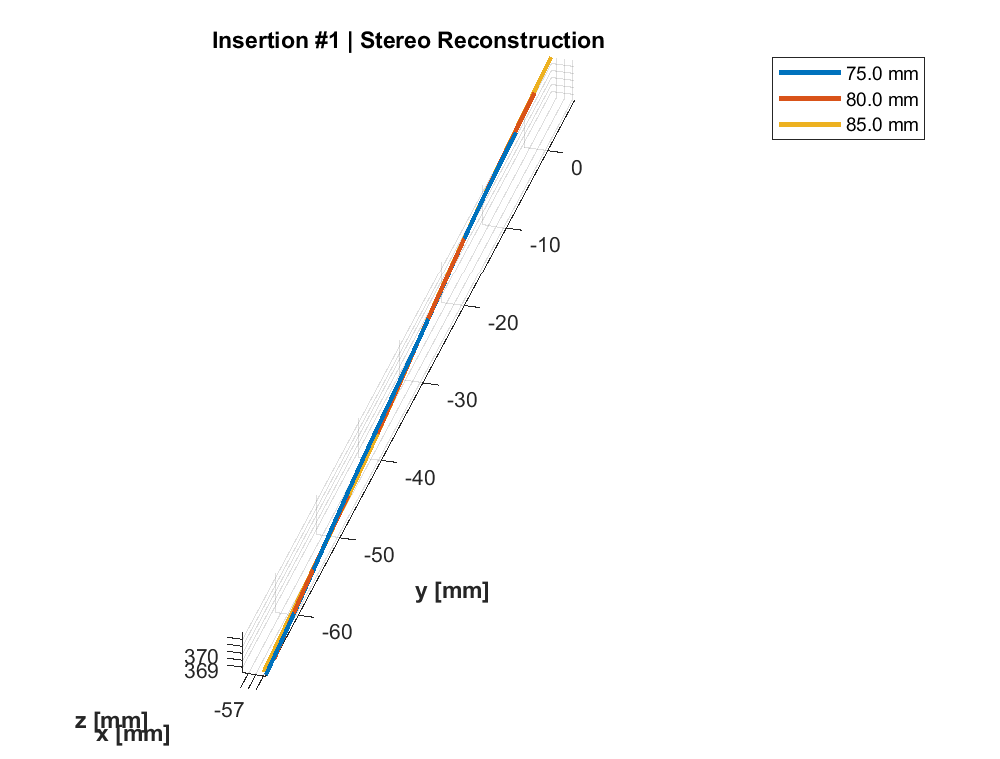 Insertion #1 | Stereo Reconstruction
75.0 mm
80.0 mm
85.0 mm
0
-10
-20
-30
-40
-50
y [mm]
-60
370
369
-57
z [mm]
x [mm]